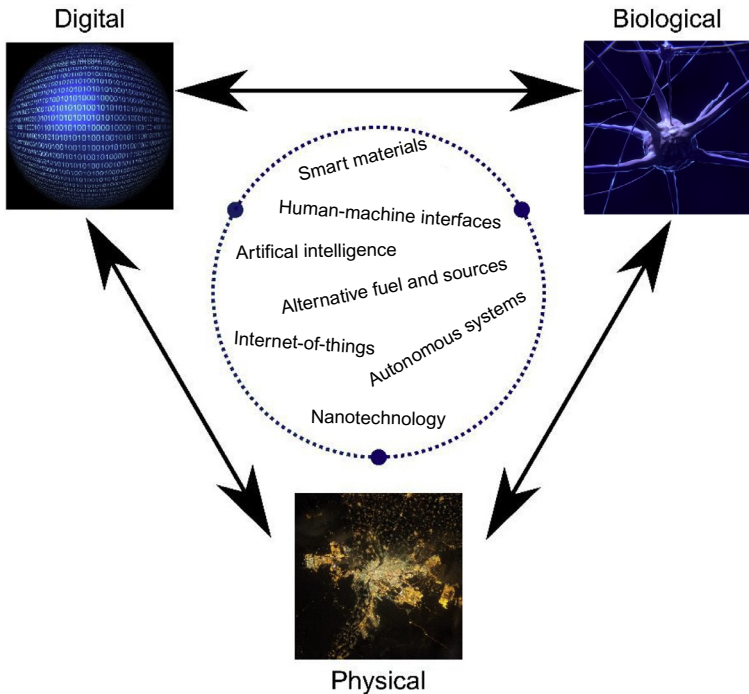 Digital
Biological
Smart materials
Human-machine interfaces
Artifical intelligence
Alternative fuel and sources
Internet-of-things
Autonomous systems
Nanotechnology
Physical